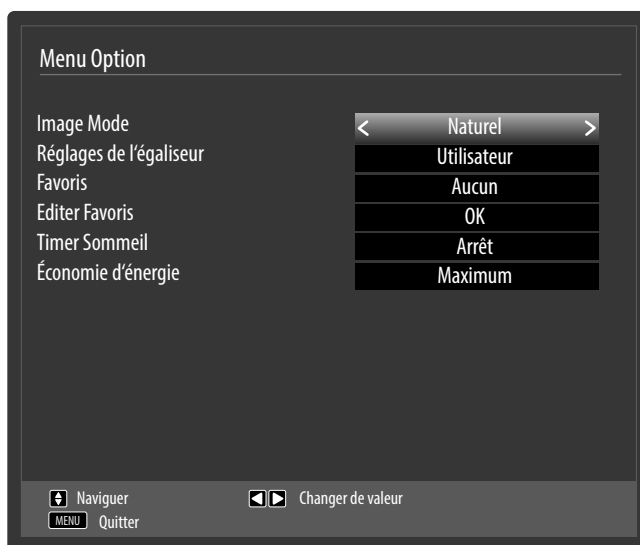 Menu Option
Image Mode < Naturel >
Réglages de l‘égaliseur Utilisateur
Favoris Aucun
Editer Favoris OK
Timer Sommeil Arrêt
Économie d‘énergie Maximum
Naviguer Changer de valeur
MENU Quitter